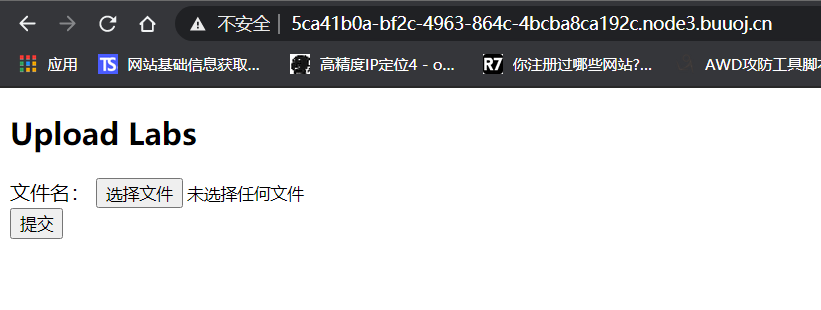 不安全 | 5ca41b0a-bf2c-4963-864c-4bcba8ca192c.node3.buuoj.cn
应用 TS 网站基础信息获取... 高精度IP定位4 - o... R7 你注册过哪些网站?... AWD攻防工具脚本
Upload Labs
文件名： 选择文件 未选择任何文件
提交